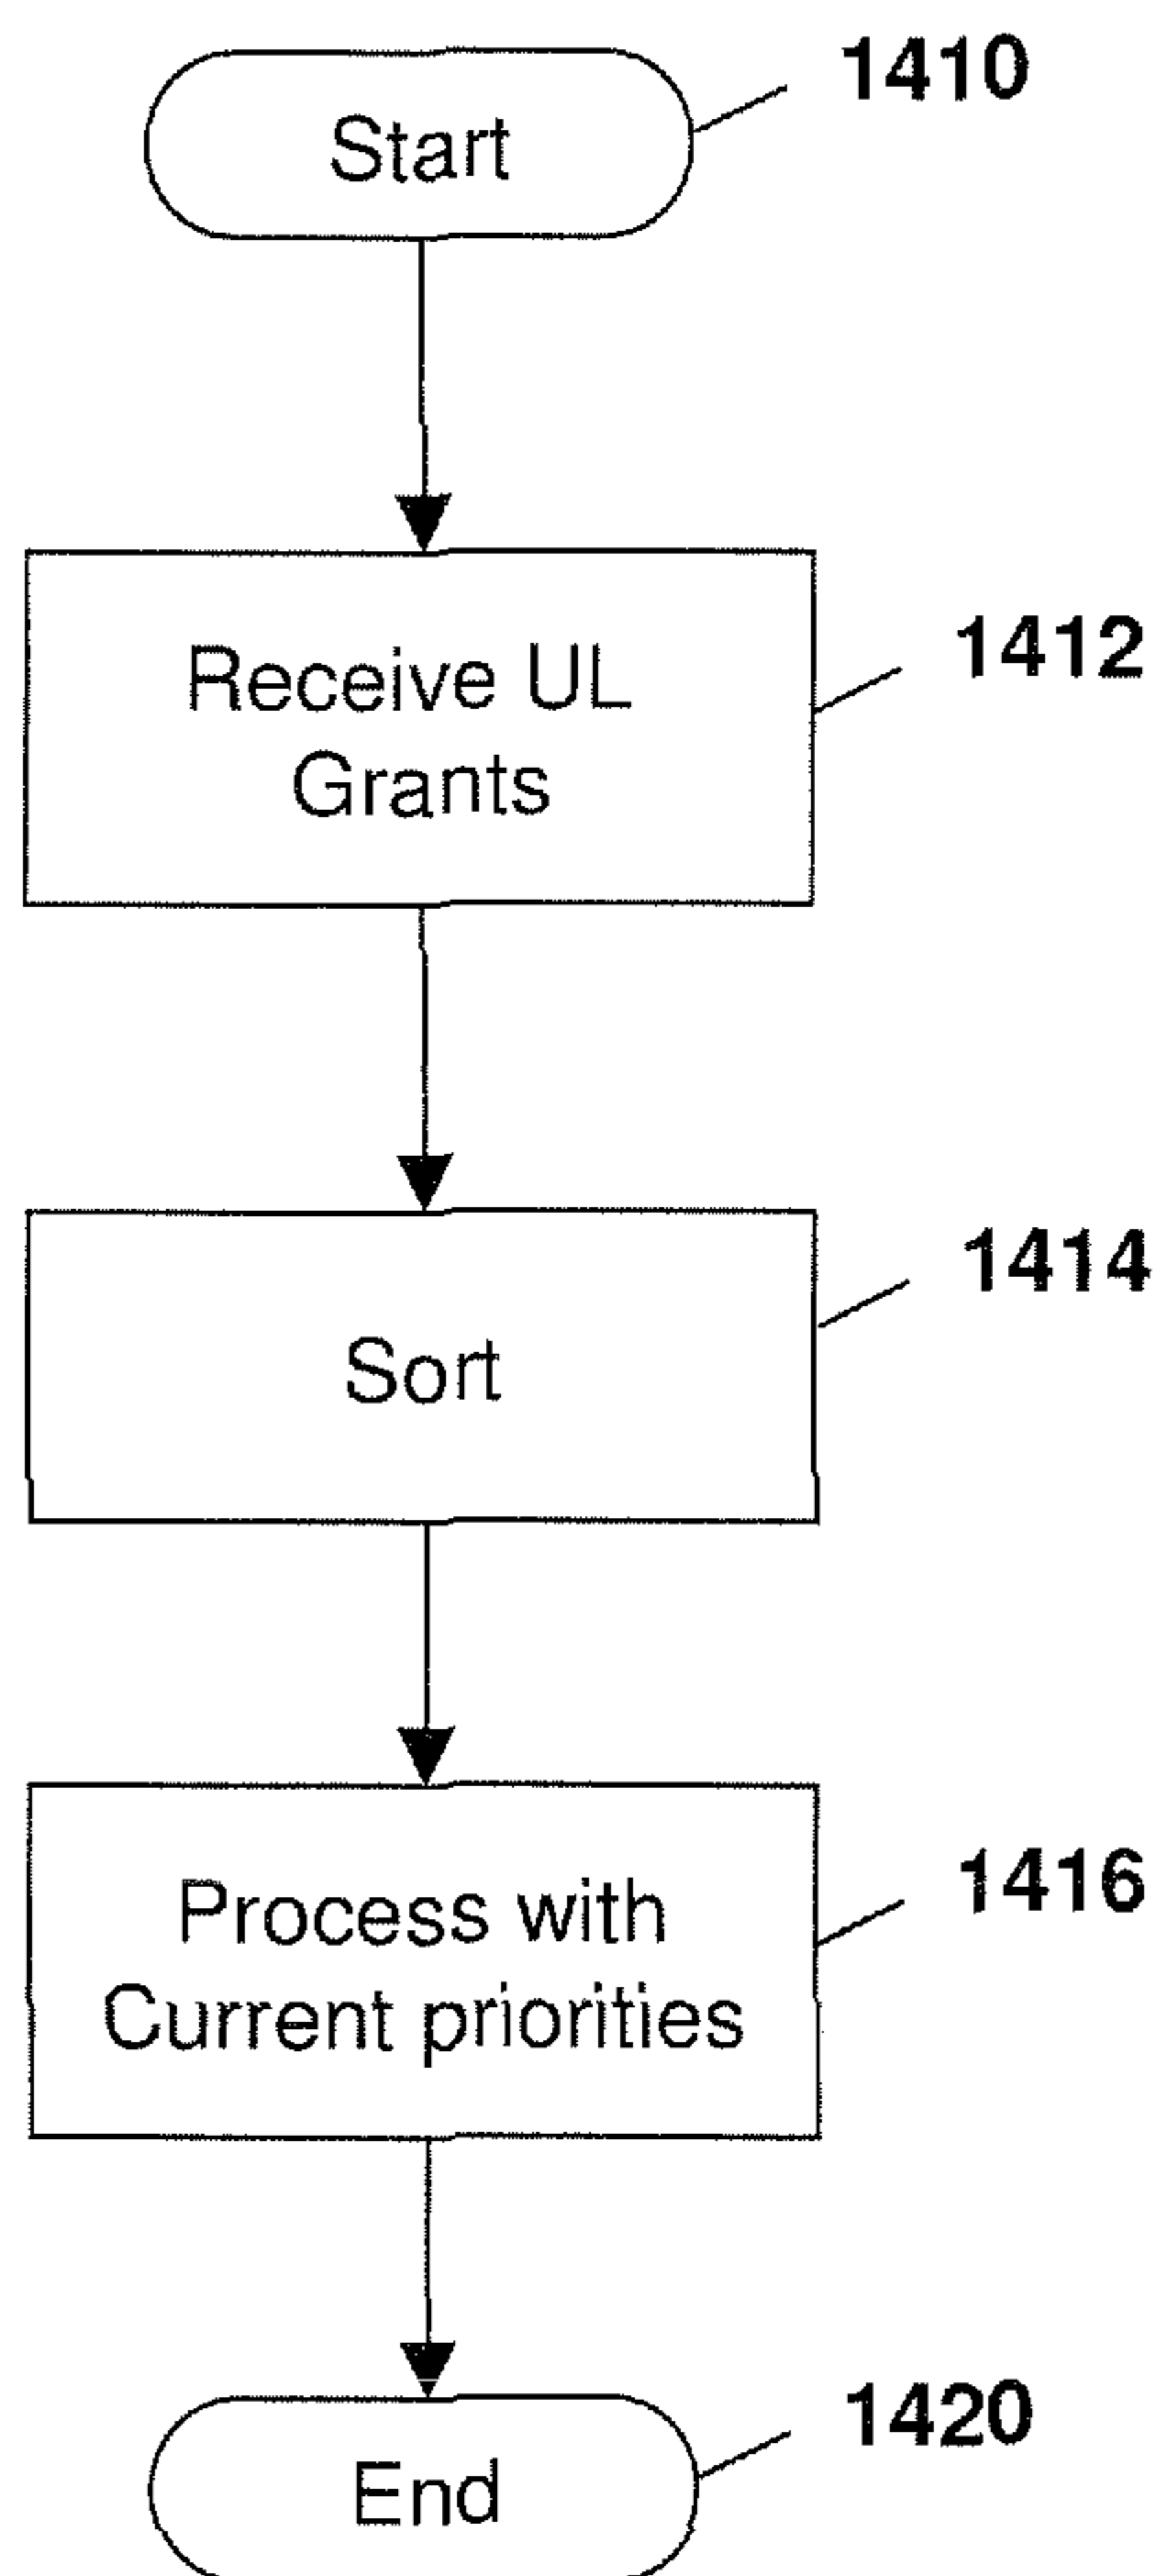 Start
1410
Receive UL
Grants
1412
Sort
1414
Process with
Current priorities
1416
End
1420